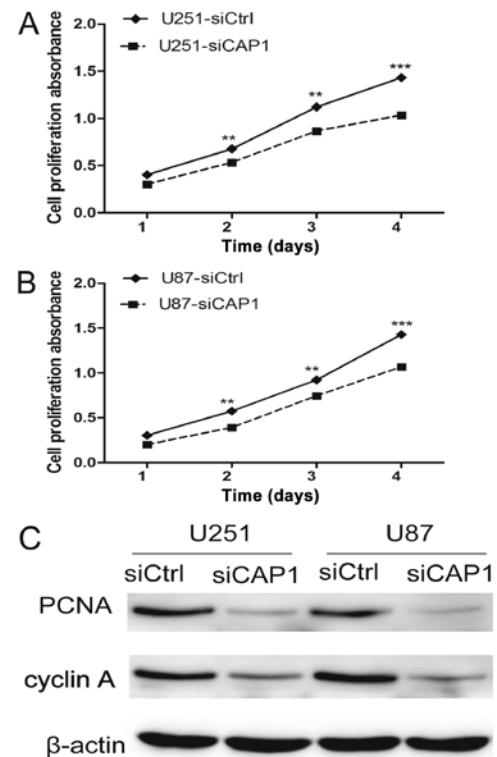 A
U251-siCtrl
U251-siCAP1
Cell proliferation absorbance
2.0
1.5
1.0
0.5
0.0
** ** ***
1 2 3 4
Time (days)
B
U87-siCtrl
U87-siCAP1
Cell proliferation absorbance
2.0
1.5
1.0
0.5
0.0
** ** ***
1 2 3 4
Time (days)
C
U251 U87
siCtrl siCAP1 siCtrl siCAP1
PCNA
cyclin A
β-actin